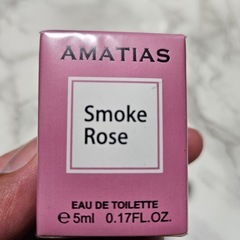 AMATIAS
Smoke
Rose
EAU DE TOILETTE
℮5ml 0.17FL.OZ.